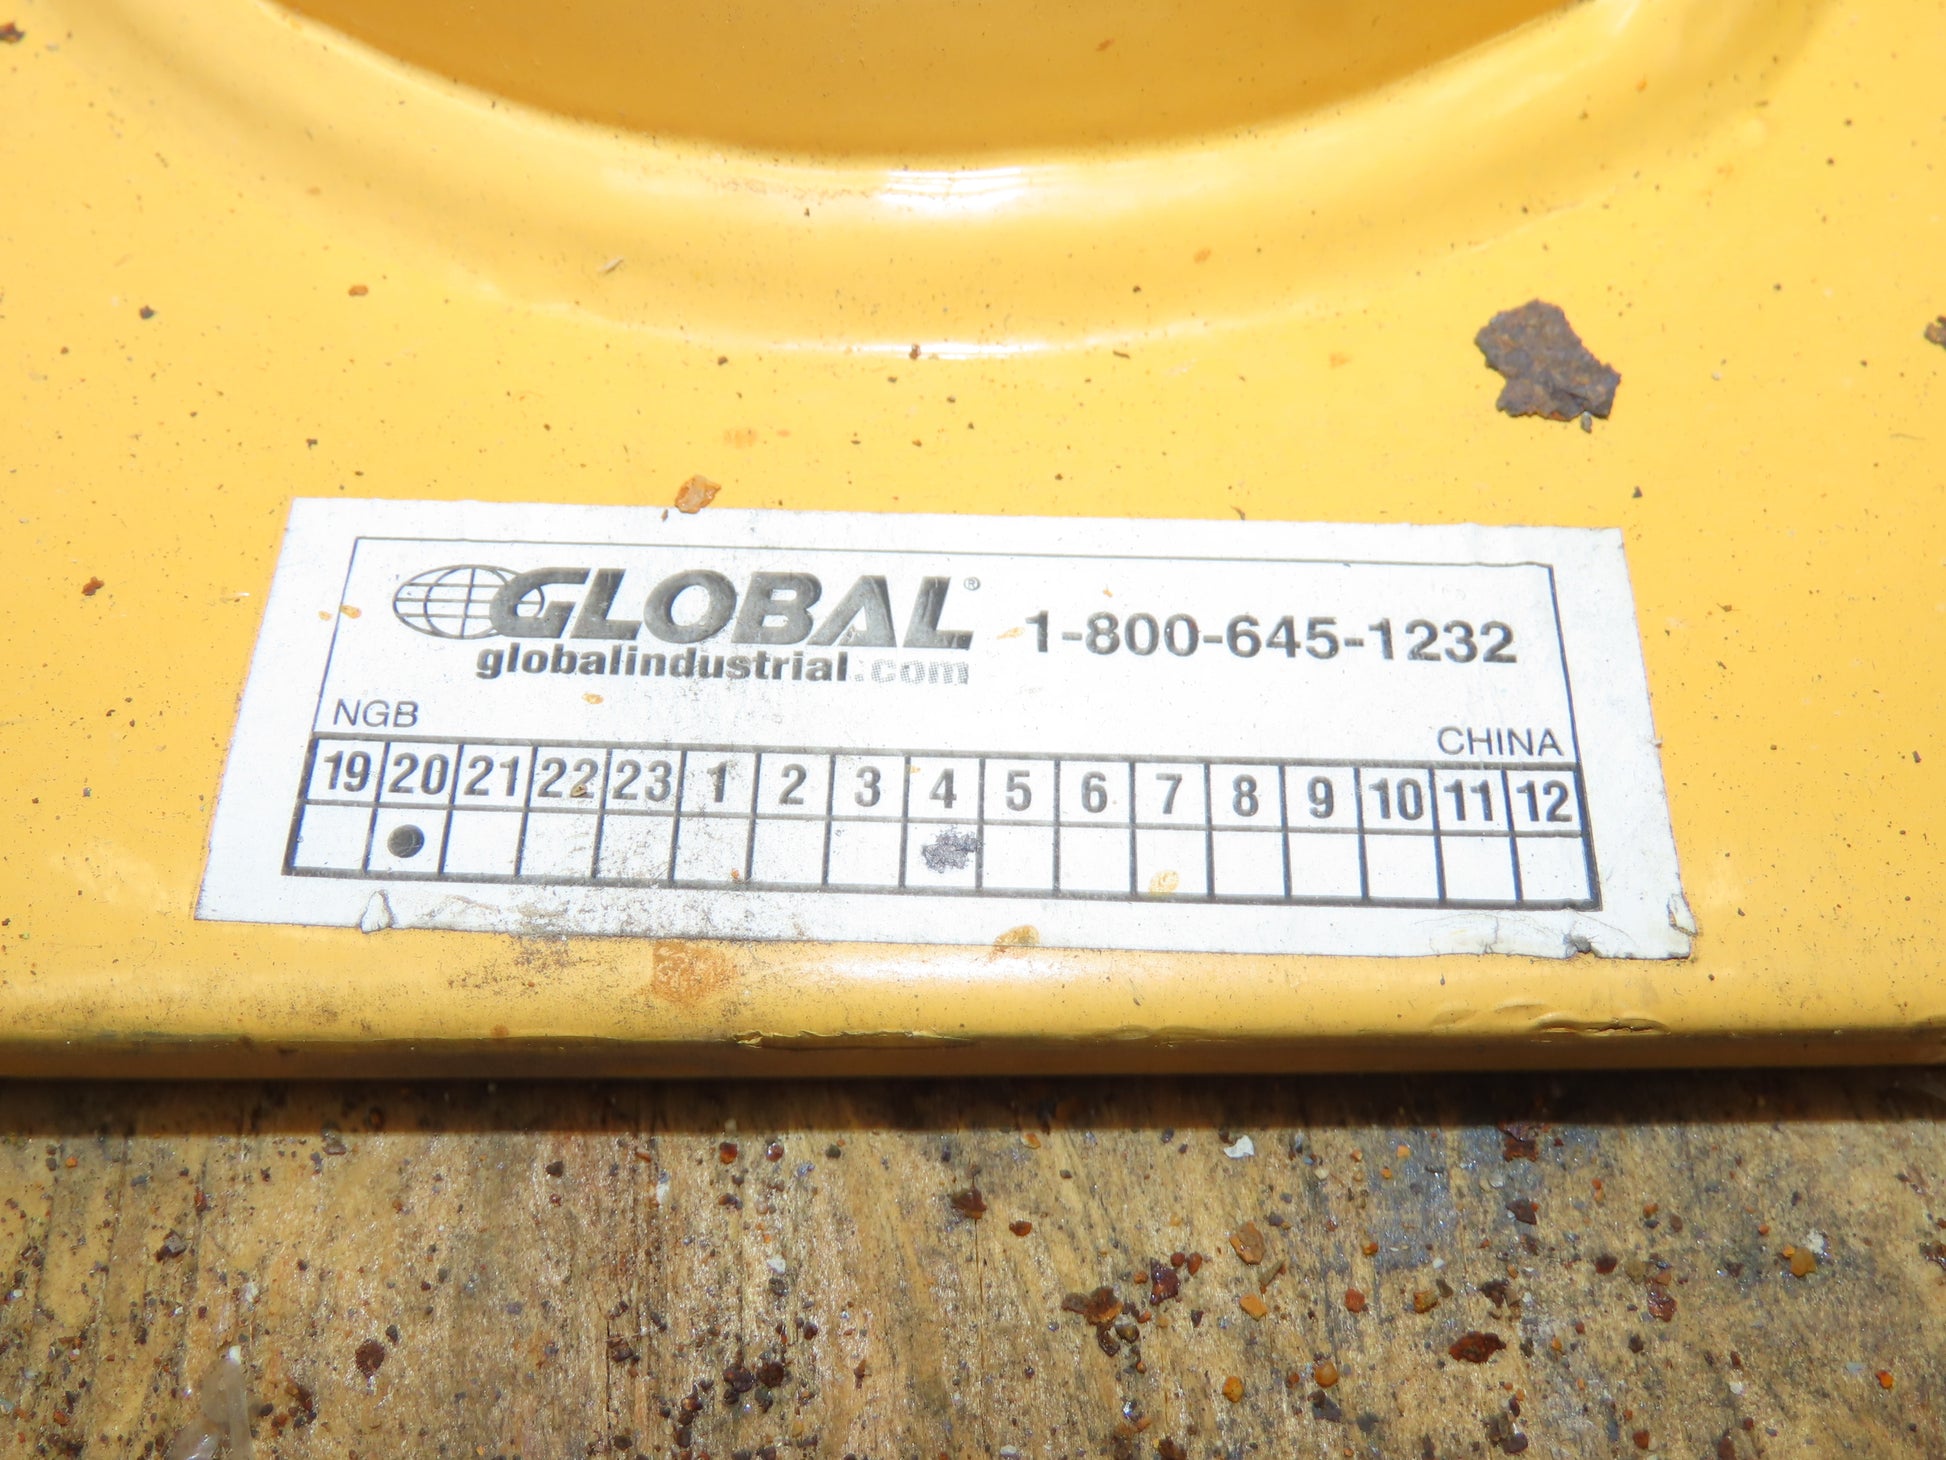 GLOBAL® 1-800-645-1232
globalindustrial.com
NGB
CHINA
19 20 21 22 23 1 2 3 4 5 6 7 8 9 10 11 12